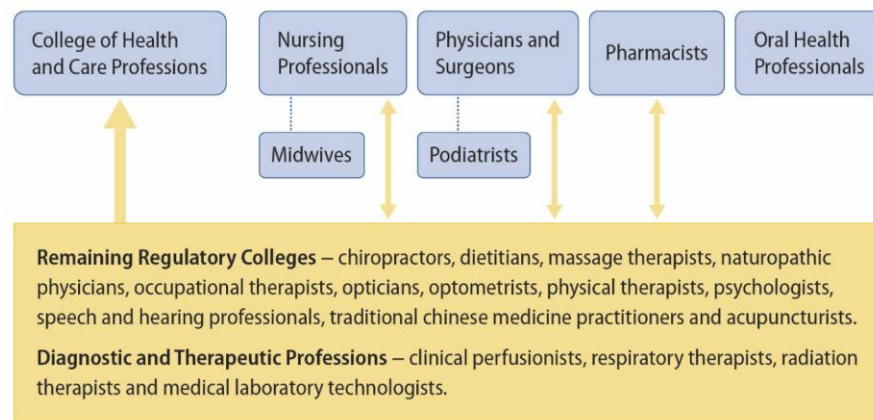 College of Health
and Care Professions
Nursing
Professionals
Physicians and
Surgeons
Pharmacists
Oral Health
Professionals
Midwives
Podiatrists
Remaining Regulatory Colleges – chiropractors, dietitians, massage therapists, naturopathic
physicians, occupational therapists, opticians, optometrists, physical therapists, psychologists,
speech and hearing professionals, traditional chinese medicine practitioners and acupuncturists.
Diagnostic and Therapeutic Professions – clinical perfusionists, respiratory therapists, radiation
therapists and medical laboratory technologists.